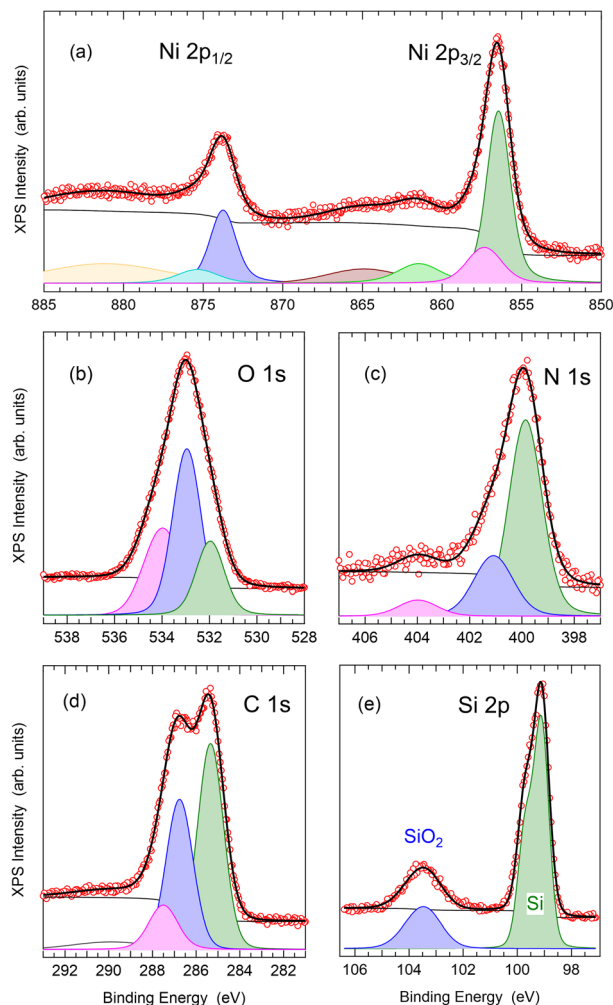 (a)
Ni 2p1/2
Ni 2p3/2
XPS Intensity (arb. units)
885 880 875 870 865 860 855 850
(b)
O 1s
XPS Intensity (arb. units)
538 536 534 532 530 528
(c)
N 1s
406 404 402 400 398
(d)
C 1s
XPS Intensity (arb. units)
292 290 288 286 284 282
Binding Energy (eV)
(e)
Si 2p
SiO2
Si
106 104 102 100 98
Binding Energy (eV)